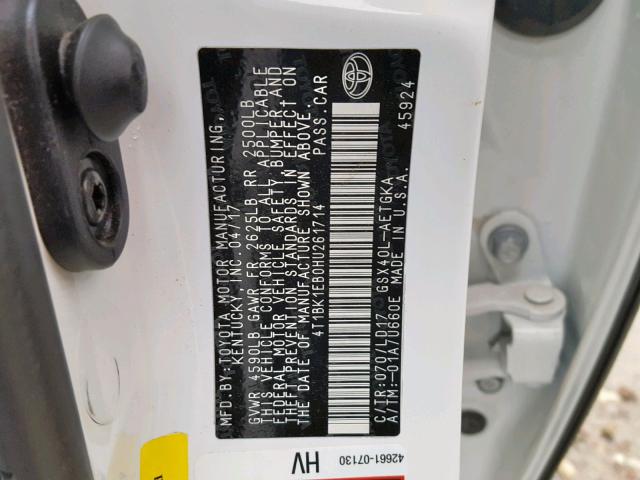 MFD.BY:TOYOTA MOTOR MANUFACTURING,
KENTUCKY, INC. 04/17
GVWR 4590LB GAWR FR 2625LB RR 2500LB
THIS VEHICLE CONFORMS TO ALL APPLICABLE
FEDERAL MOTOR VEHICLE SAFETY, BUMPER AND
THEFT PREVENTION STANDARDS IN EFFECT ON
THE DATE OF MANUFACTURE SHOWN ABOVE.
4T1BK1EB0HU261714 PASS. CAR
C/TR:070/LD17 GSX40L-AETGKA 45924
A/TM:-01A/U660E MADE IN U.S.A.
HV
42661-07130